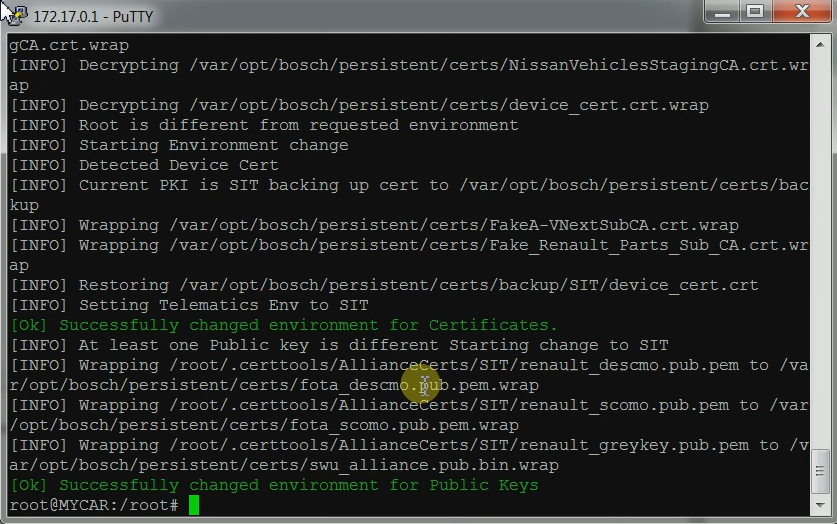 172.17.0.1 - PuTTY
gCA.crt.wrap
[INFO] Decrypting /var/opt/bosch/persistent/certs/NissanVehiclesStagingCA.crt.wr
ap
[INFO] Decrypting /var/opt/bosch/persistent/certs/device_cert.crt.wrap
[INFO] Root is different from requested environment
[INFO] Starting Environment change
[INFO] Detected Device Cert
[INFO] Current PKI is SIT backing up cert to /var/opt/bosch/persistent/certs/bac
kup
[INFO] Wrapping /var/opt/bosch/persistent/certs/FakeA-VNextSubCA.crt.wrap
[INFO] Wrapping /var/opt/bosch/persistent/certs/Fake_Renault_Parts_Sub_CA.crt.wr
ap
[INFO] Restoring /var/opt/bosch/persistent/certs/backup/SIT/device_cert.crt
[INFO] Setting Telematics Env to SIT
[Ok] Successfully changed environment for Certificates.
[INFO] At least one Public key is different Starting change to SIT
[INFO] Wrapping /root/.certtools/AllianceCerts/SIT/renault_descmo.pub.pem to /va
r/opt/bosch/persistent/certs/fota_descmo.pub.pem.wrap
[INFO] Wrapping /root/.certtools/AllianceCerts/SIT/renault_scomo.pub.pem to /var
/opt/bosch/persistent/certs/fota_scomo.pub.pem.wrap
[INFO] Wrapping /root/.certtools/AllianceCerts/SIT/renault_greykey.pub.pem to /v
ar/opt/bosch/persistent/certs/swu_alliance.pub.bin.wrap
[Ok] Successfully changed environment for Public Keys
root@MYCAR:/root#